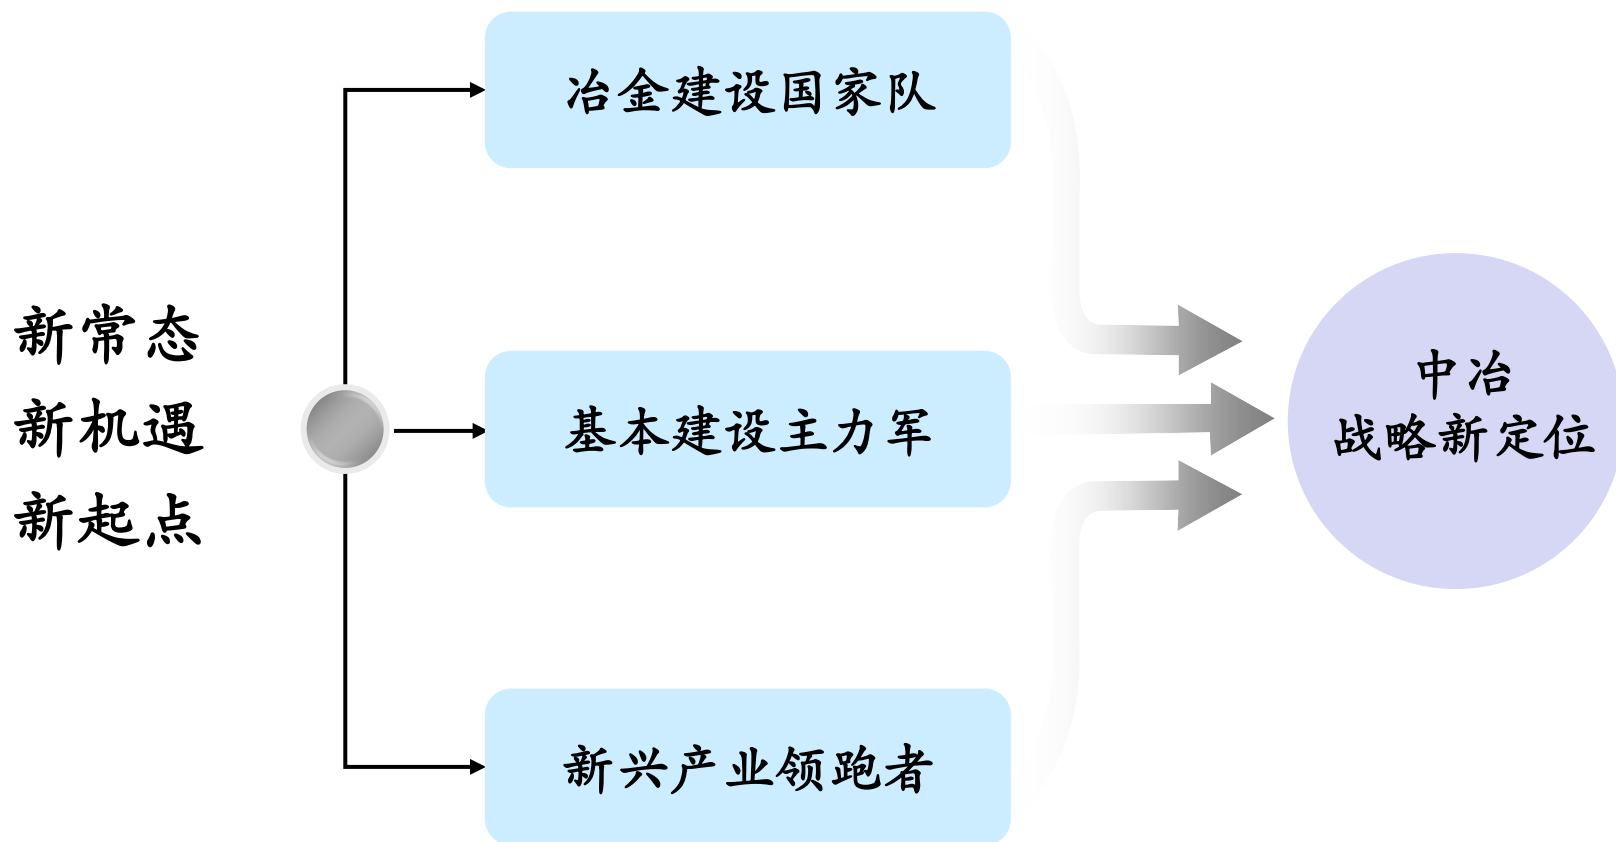 新常态
新机遇
新起点
冶金建设国家队
基本建设主力军
新兴产业领跑者
中冶
战略新定位